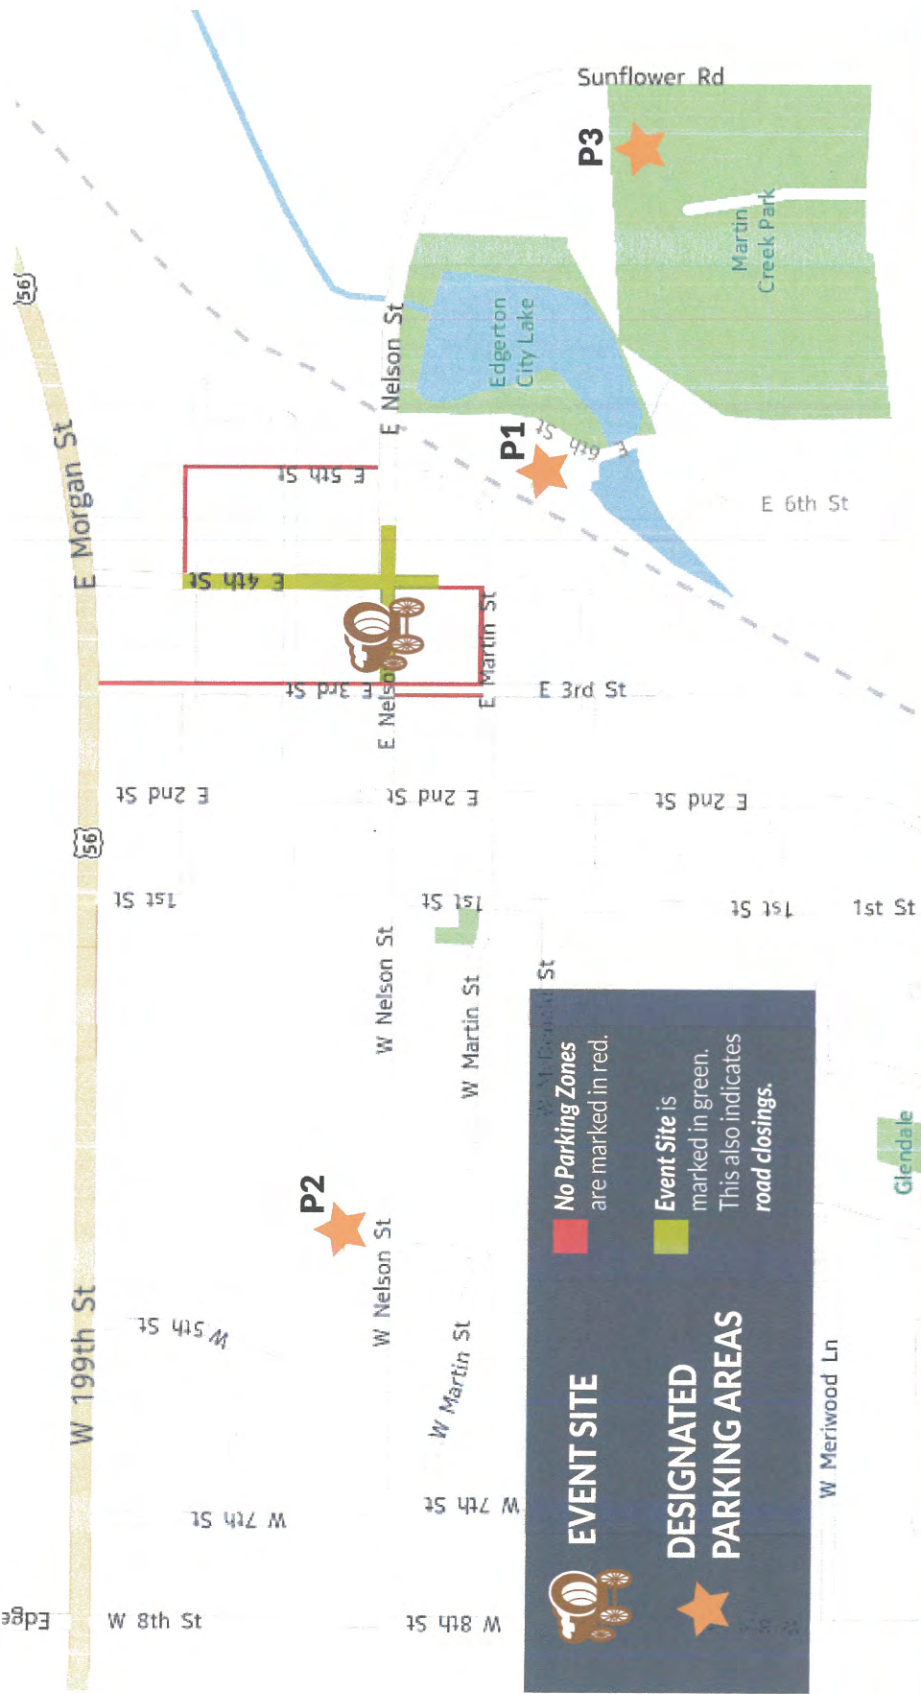 56
E Morgan St
56
W 199th St
Edge
Sunflower Rd
P3
Martin
Creek Park
E Nelson St
Edgerton
City Lake
P1
E 6th St
E 6th St
E 5th St
E 4th St
E 3rd St
E Nelso
E Martin St
E 3rd St
E 2nd St
E 2nd St
E 2nd St
1st St
1st St
1st St
1st St
W Nelson St
W Martin St
St
P2
W Nelson St
W Martin St
W 5th St
W 7th St
W 7th St
W 8th St
W 8th St
W Meriwood Ln
Glendale
EVENT SITE
DESIGNATED
PARKING AREAS
No Parking Zones
are marked in red.
Event Site is
marked in green.
This also indicates
road closings.